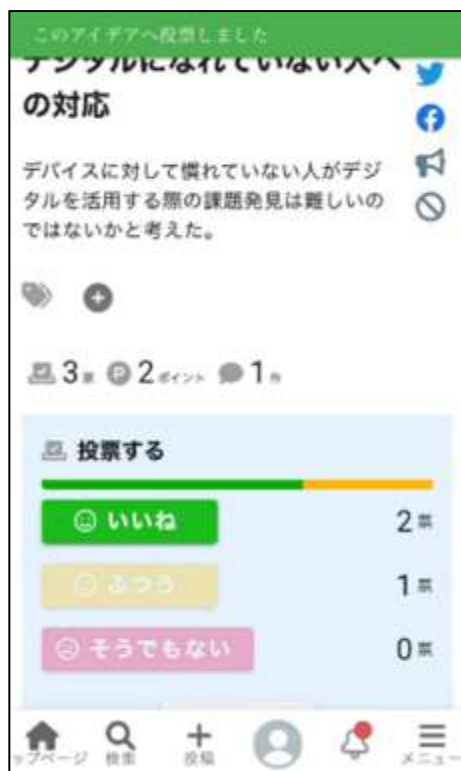 このアイデアへ投票しました
デジタルになれていない人へ
の対応
デバイスに対して慣れていない人がデジ
タルを活用する際の課題発見は難しいの
ではないかと考えた。
3票 2ポイント 1件
投票する
いいね 2票
ふつう 1票
そうでもない 0票
ップページ 検索 投稿 メニュー